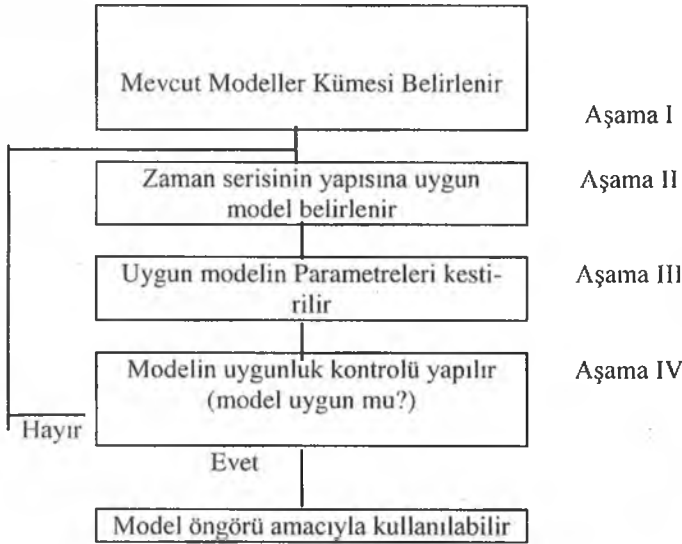 Mevcut Modeller Kümesi Belirlenir
Aşama I
Zaman serisinin yapısına uygun
model belirlenir
Aşama II
Uygun modelin Parametreleri kesti-
rilir
Aşama III
Modelin uygunluk kontrolü yapılır
(model uygun mu?)
Aşama IV
Hayır
Evet
Model öngörü amacıyla kullanılabilir